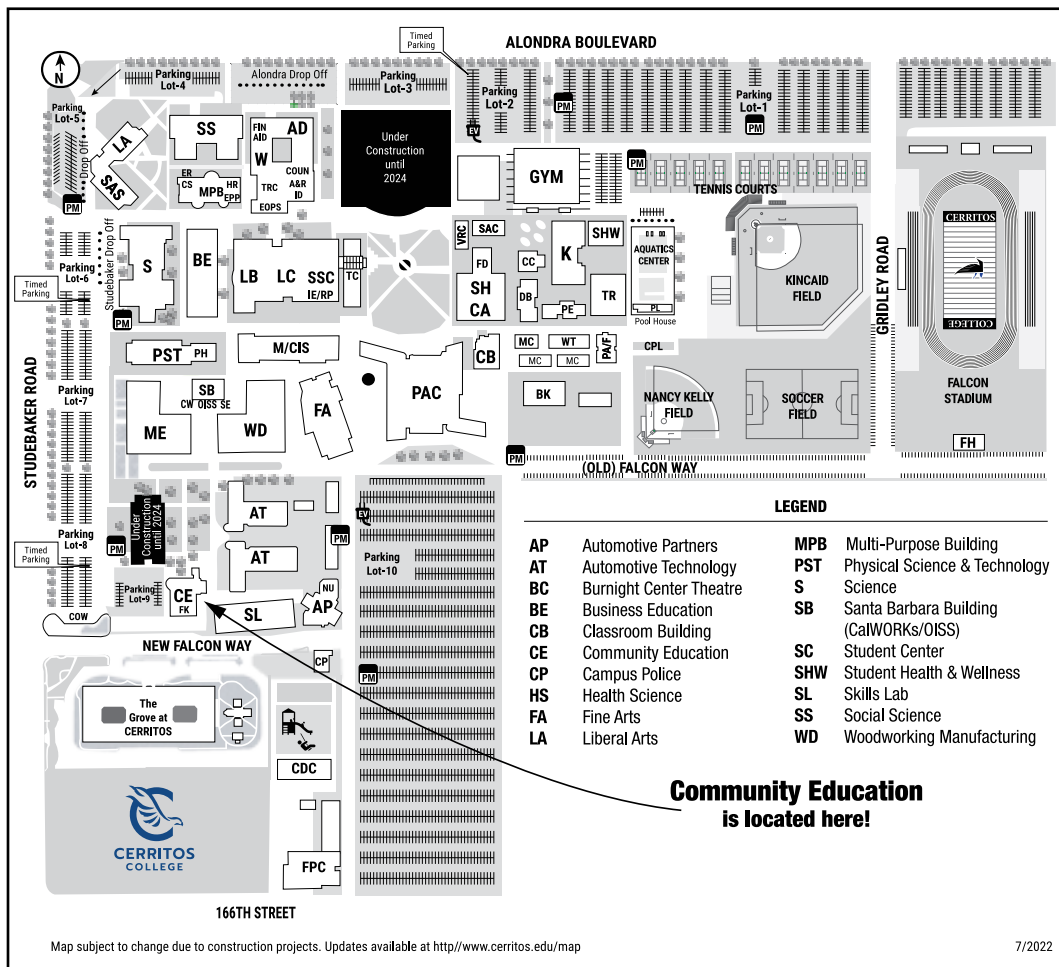 ALONDRA BOULEVARD
Timed
Parking
N
Parking
Lot-4
Alondra Drop Off
Parking
Lot-3
Parking
Lot-2
Parking
Lot-1
PM
PM
EV
Parking
Lot-5
Drop Off
LA
SAS
PM
SS
FIN
AID
AD
W
COUN
A&R
ID
TRC
EOPS
ER
CS
MPB
HR
EPP
Under
Construction
until
2024
GYM
PM
TENNIS COURTS
Studebaker Drop Off
Parking
Lot-6
Timed
Parking
S
PM
BE
LB
LC
SSC
IE/RP
TC
VRC
SAC
FD
SH
CA
CC
DB
K
PE
SHW
TR
AQUATICS
CENTER
PL
Pool House
KINCAID
FIELD
GRIDLEY ROAD
CERRITOS
COLLEGE
FALCON
STADIUM
FH
STUDEBAKER ROAD
PST
PH
M/CIS
CB
MC
WT
MC
MC
PA/F
CPL
Parking
Lot-7
SB
CW OISS SE
ME
WD
FA
PAC
BK
NANCY KELLY
FIELD
SOCCER
FIELD
PM
(OLD) FALCON WAY
Under
Construction
until 2024
AT
AT
EV
PM
Parking
Lot-8
Timed
Parking
PM
Parking
Lot-9
CE
FK
SL
NU
AP
Parking
Lot-10
COW
NEW FALCON WAY
CP
PM
The
Grove at
CERRITOS
CDC
FPC
CERRITOS
COLLEGE
166TH STREET
LEGEND
AP Automotive Partners
AT Automotive Technology
BC Burnight Center Theatre
BE Business Education
CB Classroom Building
CE Community Education
CP Campus Police
HS Health Science
FA Fine Arts
LA Liberal Arts
MPB Multi-Purpose Building
PST Physical Science & Technology
S Science
SB Santa Barbara Building
(CalWORKs/OISS)
SC Student Center
SHW Student Health & Wellness
SL Skills Lab
SS Social Science
WD Woodworking Manufacturing
Community Education
is located here!
Map subject to change due to construction projects. Updates available at http//www.cerritos.edu/map
7/2022